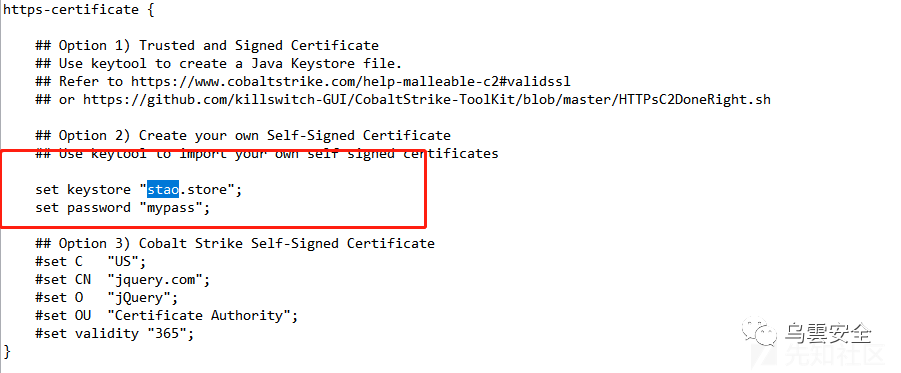 https-certificate {
## Option 1) Trusted and Signed Certificate
## Use keytool to create a Java Keystore file.
## Refer to https://www.cobaltstrike.com/help-malleable-c2#validssl
## or https://github.com/killswitch-GUI/CobaltStrike-ToolKit/blob/master/HTTPsC2DoneRight.sh
## Option 2) Create your own Self-Signed Certificate
## Use keytool to import your own self signed certificates
set keystore "stao.store";
set password "mypass";
## Option 3) Cobalt Strike Self-Signed Certificate
#set C "US";
#set CN "jquery.com";
#set O "jQuery";
#set OU "Certificate Authority";
#set validity "365";
}
乌雲安全
先知社区